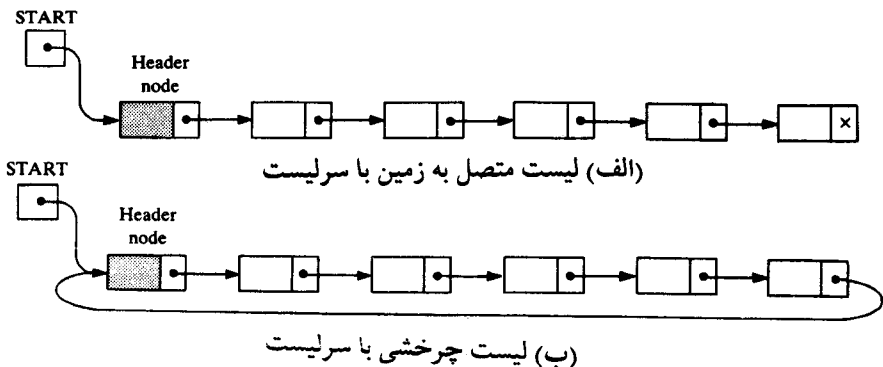 START
Header
node
×
(الف) لیست متصل به زمین با سرلیست
START
Header
node
(ب) لیست چرخشی با سرلیست